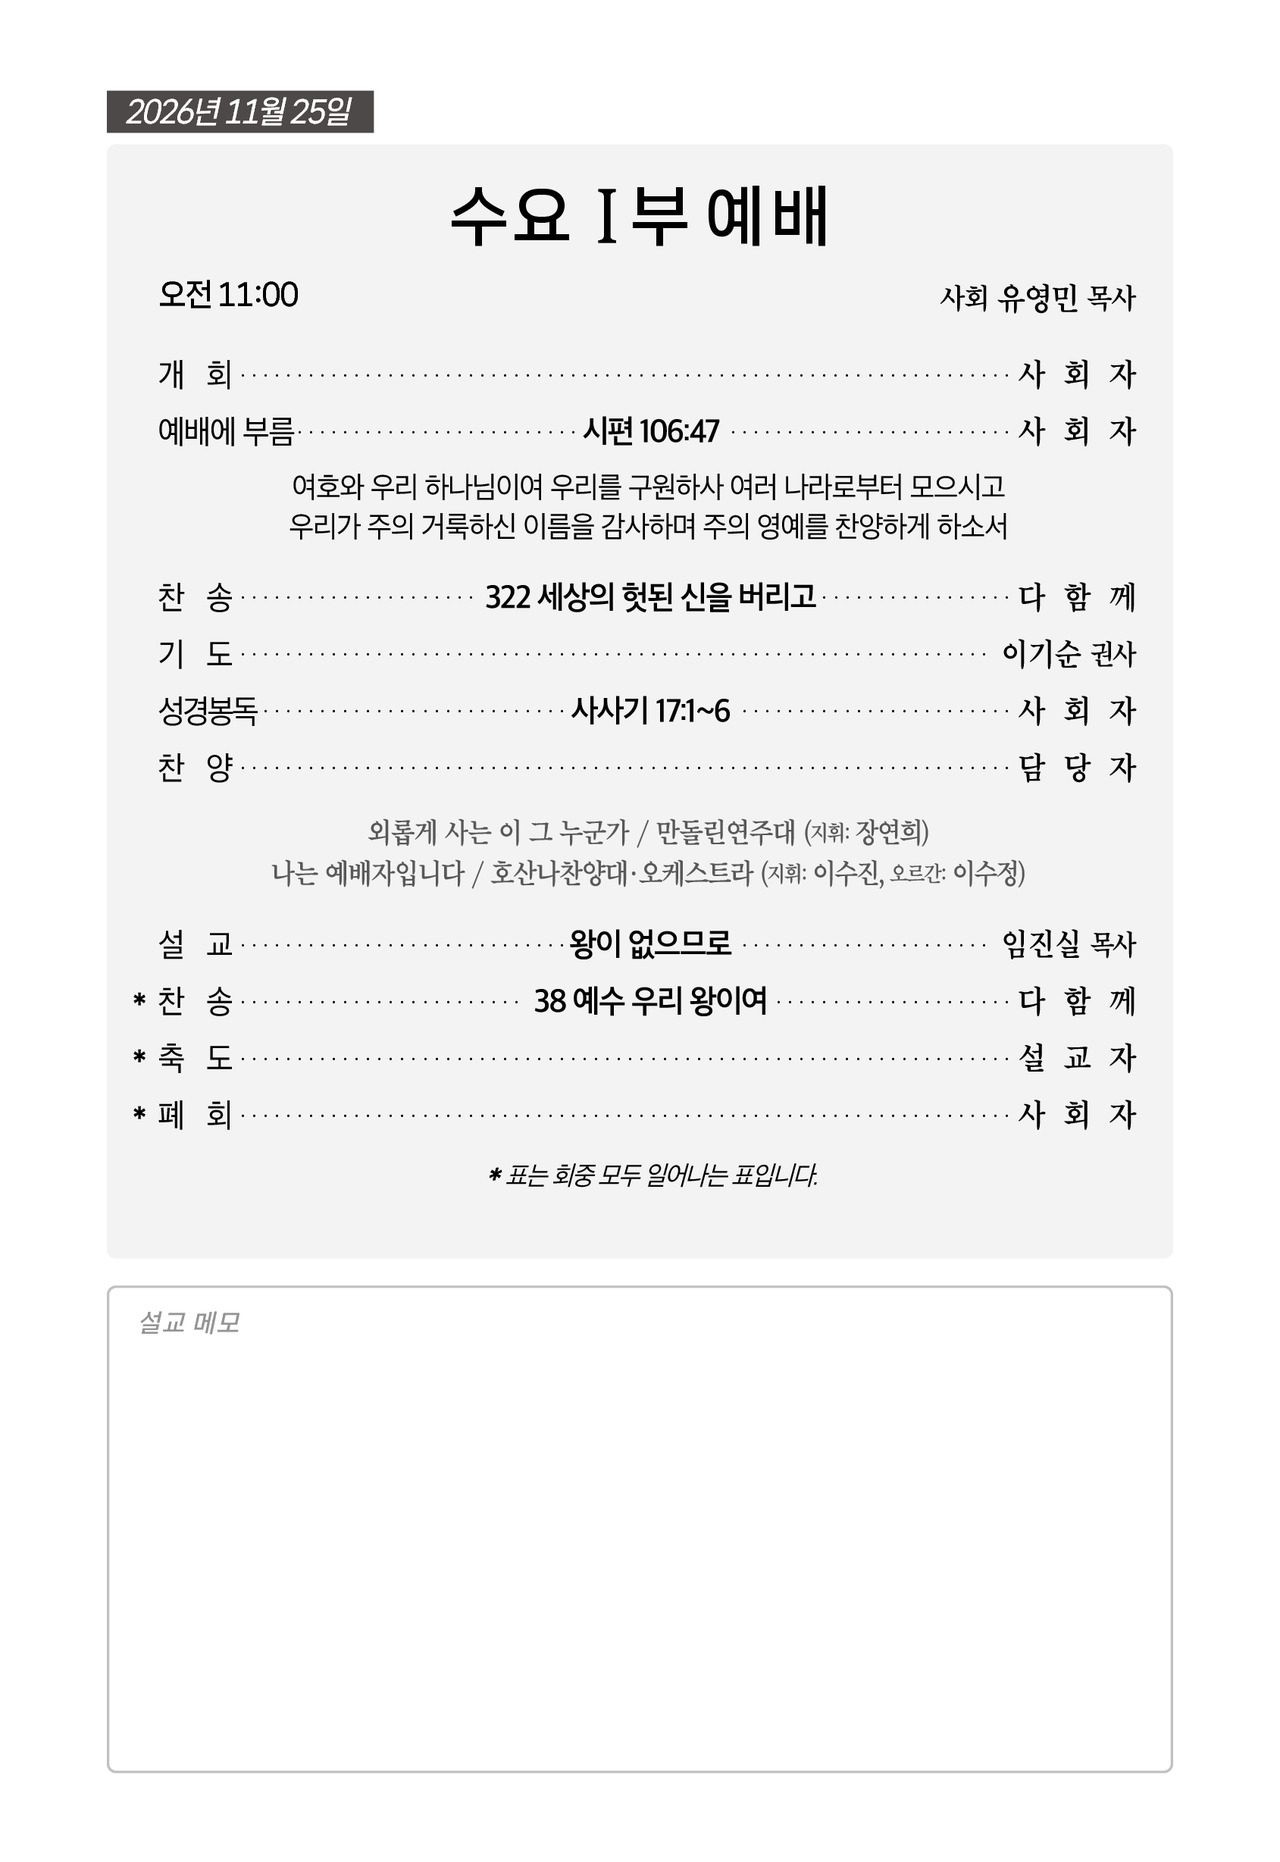 2026년 11월 25일
수요 I부 예배
오전 11:00 사회 유영민 목사
개 회 사 회 자
예배에 부름 시편 106:47 사 회 자
여호와 우리 하나님이여 우리를 구원하사 여러 나라로부터 모으시고
우리가 주의 거룩하신 이름을 감사하며 주의 영예를 찬양하게 하소서
찬 송 322 세상의 헛된 신을 버리고 다 함 께
기 도 이기순 권사
성경봉독 사사기 17:1~6 사 회 자
찬 양 담 당 자
외롭게 사는 이 그 누군가 / 만돌린연주대 (지휘: 장연희)
나는 예배자입니다 / 호산나찬양대·오케스트라 (지휘: 이수진, 오르간: 이수정)
설 교 왕이 없으므로 임진실 목사
* 찬 송 38 예수 우리 왕이여 다 함 께
* 축 도 설 교 자
* 폐 회 사 회 자
* 표는 회중 모두 일어나는 표입니다.
설교 메모